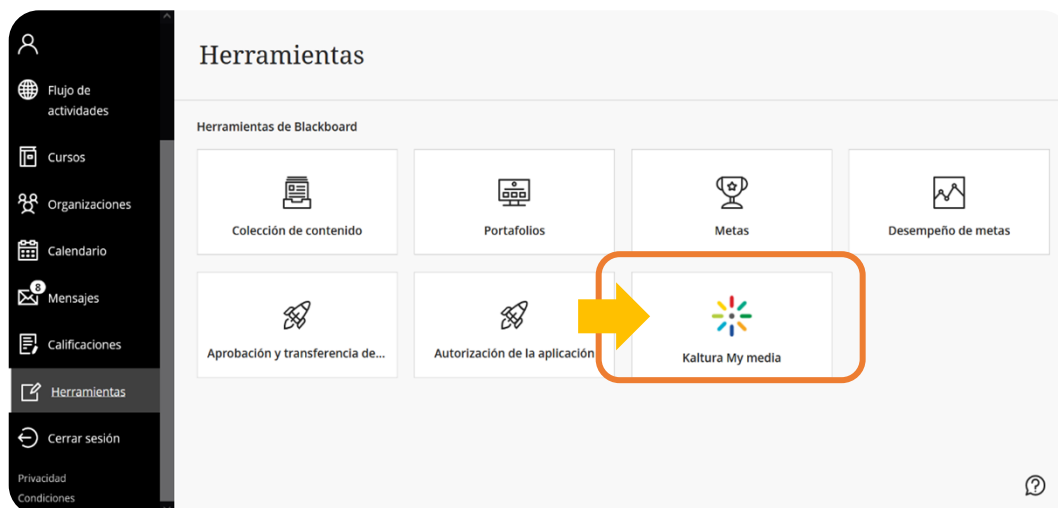 Herramientas
Flujo de
actividades
Cursos
Organizaciones
Calendario
8
Mensajes
Calificaciones
Herramientas
Cerrar sesión
Privacidad
Condiciones
Herramientas de Blackboard
Colección de contenido
Portafolios
Metas
Desempeño de metas
Aprobación y transferencia de...
Autorización de la aplicación
Kaltura My media